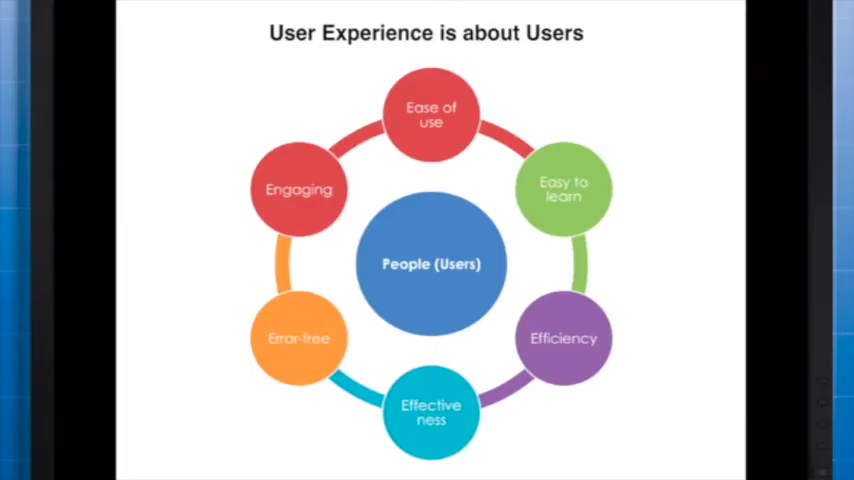 User Experience is about Users
Ease of
use
Easy to
learn
Engaging
People (Users)
Efficiency
Error-free
Effective
ness